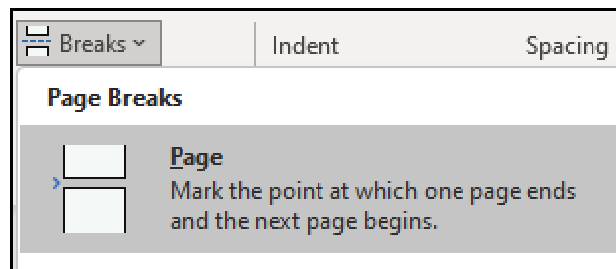 Breaks
Indent
Spacing
Page Breaks
Page
Mark the point at which one page ends
and the next page begins.